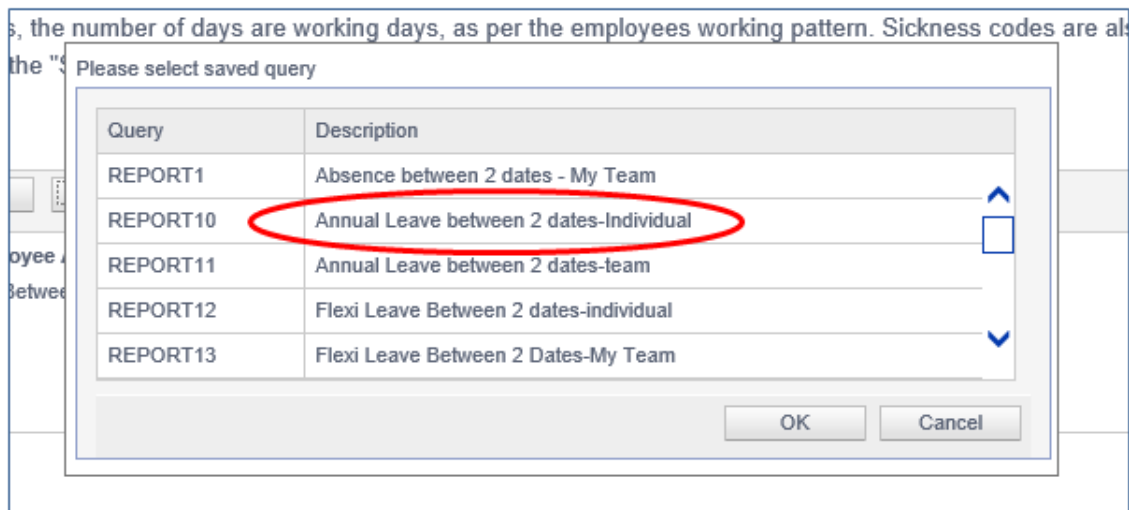 , the number of days are working days, as per the employees working pattern. Sickness codes are
the
Please select saved query
Query Description
REPORT1 Absence between 2 dates - My Team
REPORT10 Annual Leave between 2 dates-Individual
REPORT11 Annual Leave between 2 dates-team
REPORT12 Flexi Leave Between 2 dates-individual
REPORT13 Flexi Leave Between 2 Dates-My Team
OK Cancel